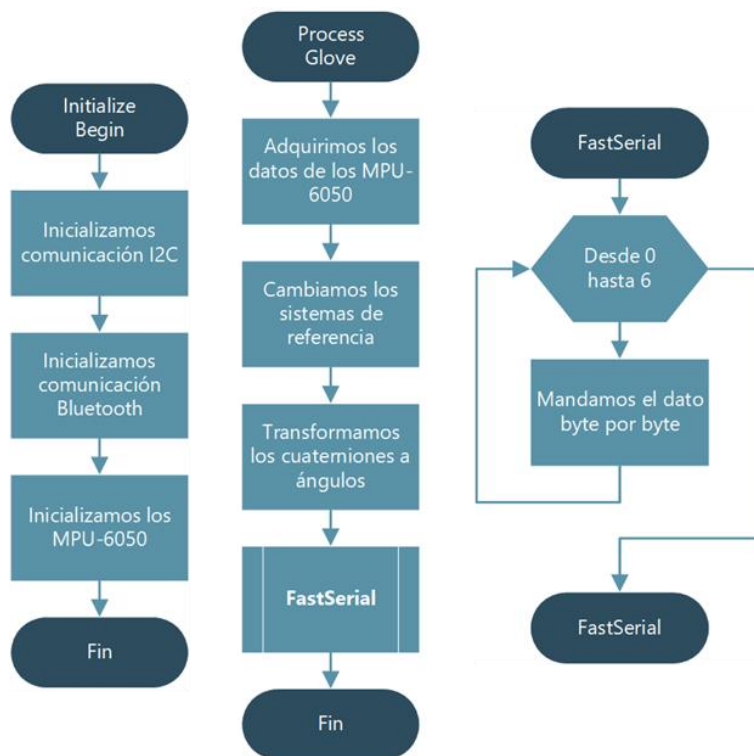 Initialize
Begin
Inicializamos
comunicación I2C
Inicializamos
comunicación
Bluetooth
Inicializamos los
MPU-6050
Fin
Process
Glove
Adquirimos los
datos de los MPU-
6050
Cambiamos los
sistemas de
referencia
Transformamos
los cuaterniones a
ángulos
FastSerial
Fin
FastSerial
Desde 0
hasta 6
Mandamos el dato
byte por byte
FastSerial